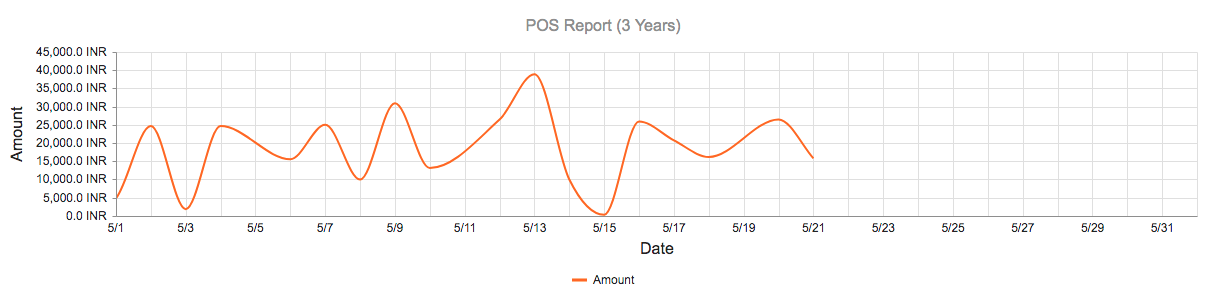 POS Report (3 Years)
45,000.0 INR
40,000.0 INR
35,000.0 INR
30,000.0 INR
25,000.0 INR
20,000.0 INR
15,000.0 INR
10,000.0 INR
5,000.0 INR
0.0 INR
Amount
5/1 5/3 5/5 5/7 5/9 5/11 5/13 5/15 5/17 5/19 5/21 5/23 5/25 5/27 5/29 5/31
Date
Amount